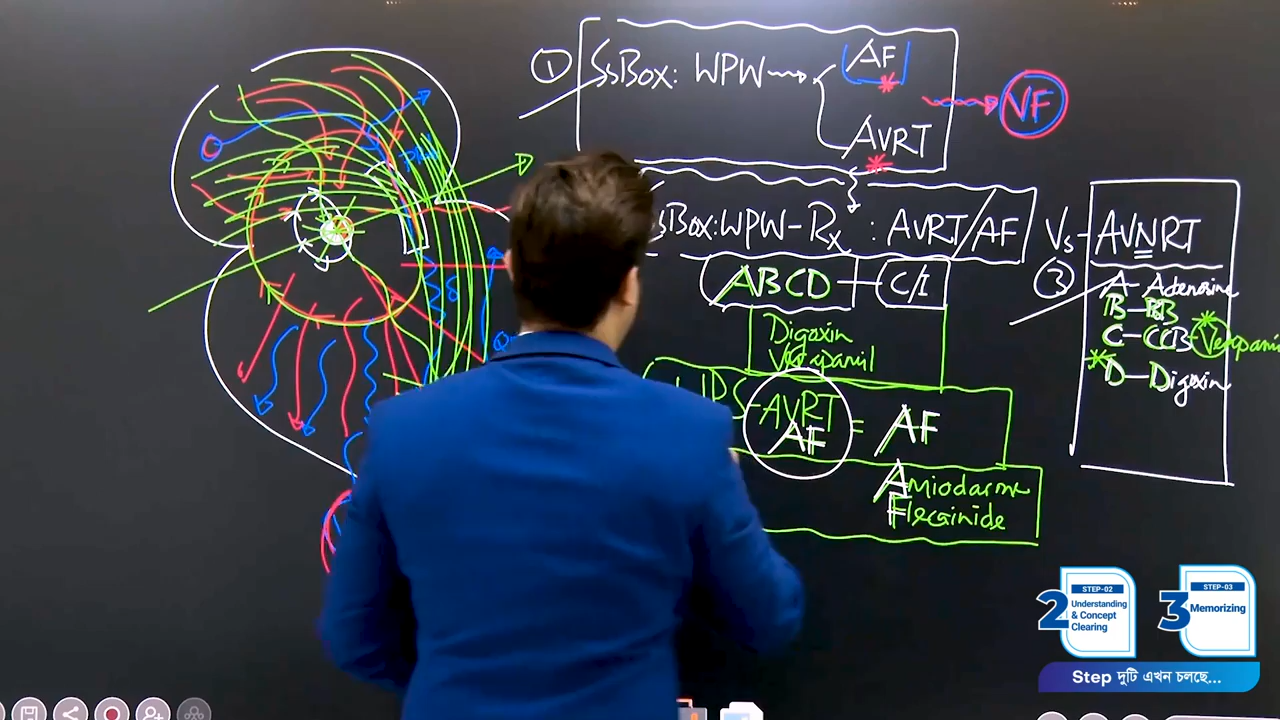 ① SsBox: WPW AF
AVRT
VF
sBox:WPW-Rx : AVRT/AF
Vs AVNRT
③ A- Adenosine
B-BB
C-CCB-Verapami
D-Digoxin
ABCD C/I
Digoxin
Verapamil
AVRT
AF = AF
Amiodarone
Flecainide
STEP-02
2 Understanding
& Concept
Clearing
STEP-03
3 Memorizing
Step দুটি এখন চলছে...